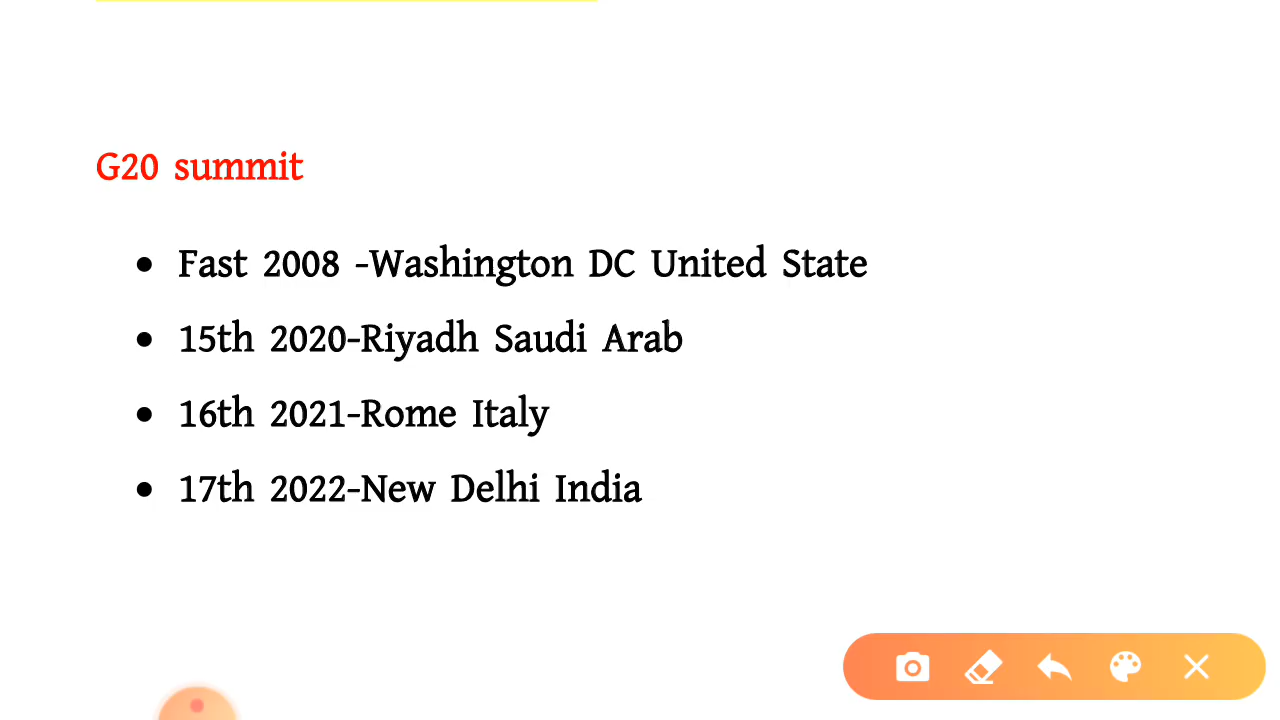 G20 summit
• Fast 2008 -Washington DC United State
• 15th 2020-Riyadh Saudi Arab
• 16th 2021-Rome Italy
• 17th 2022-New Delhi India